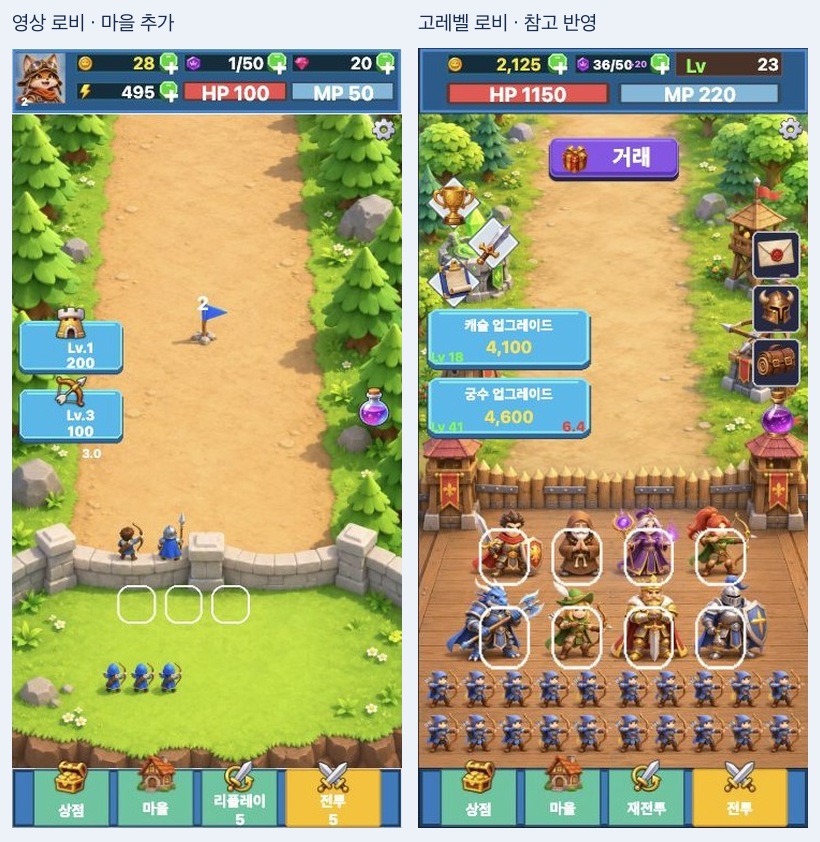 영상 로비 · 마을 추가
28
1/50
20
2
495
HP 100
MP 50
2
Lv.1
200
Lv.3
100
3.0
상점
마을
리플레이
5
전투
5
고레벨 로비 · 참고 반영
2,125
36/50+20
Lv 23
HP 1150
MP 220
거래
캐슬 업그레이드
4,100
Lv 18
궁수 업그레이드
4,600
Lv 41
6.4
상점
마을
재전투
전투